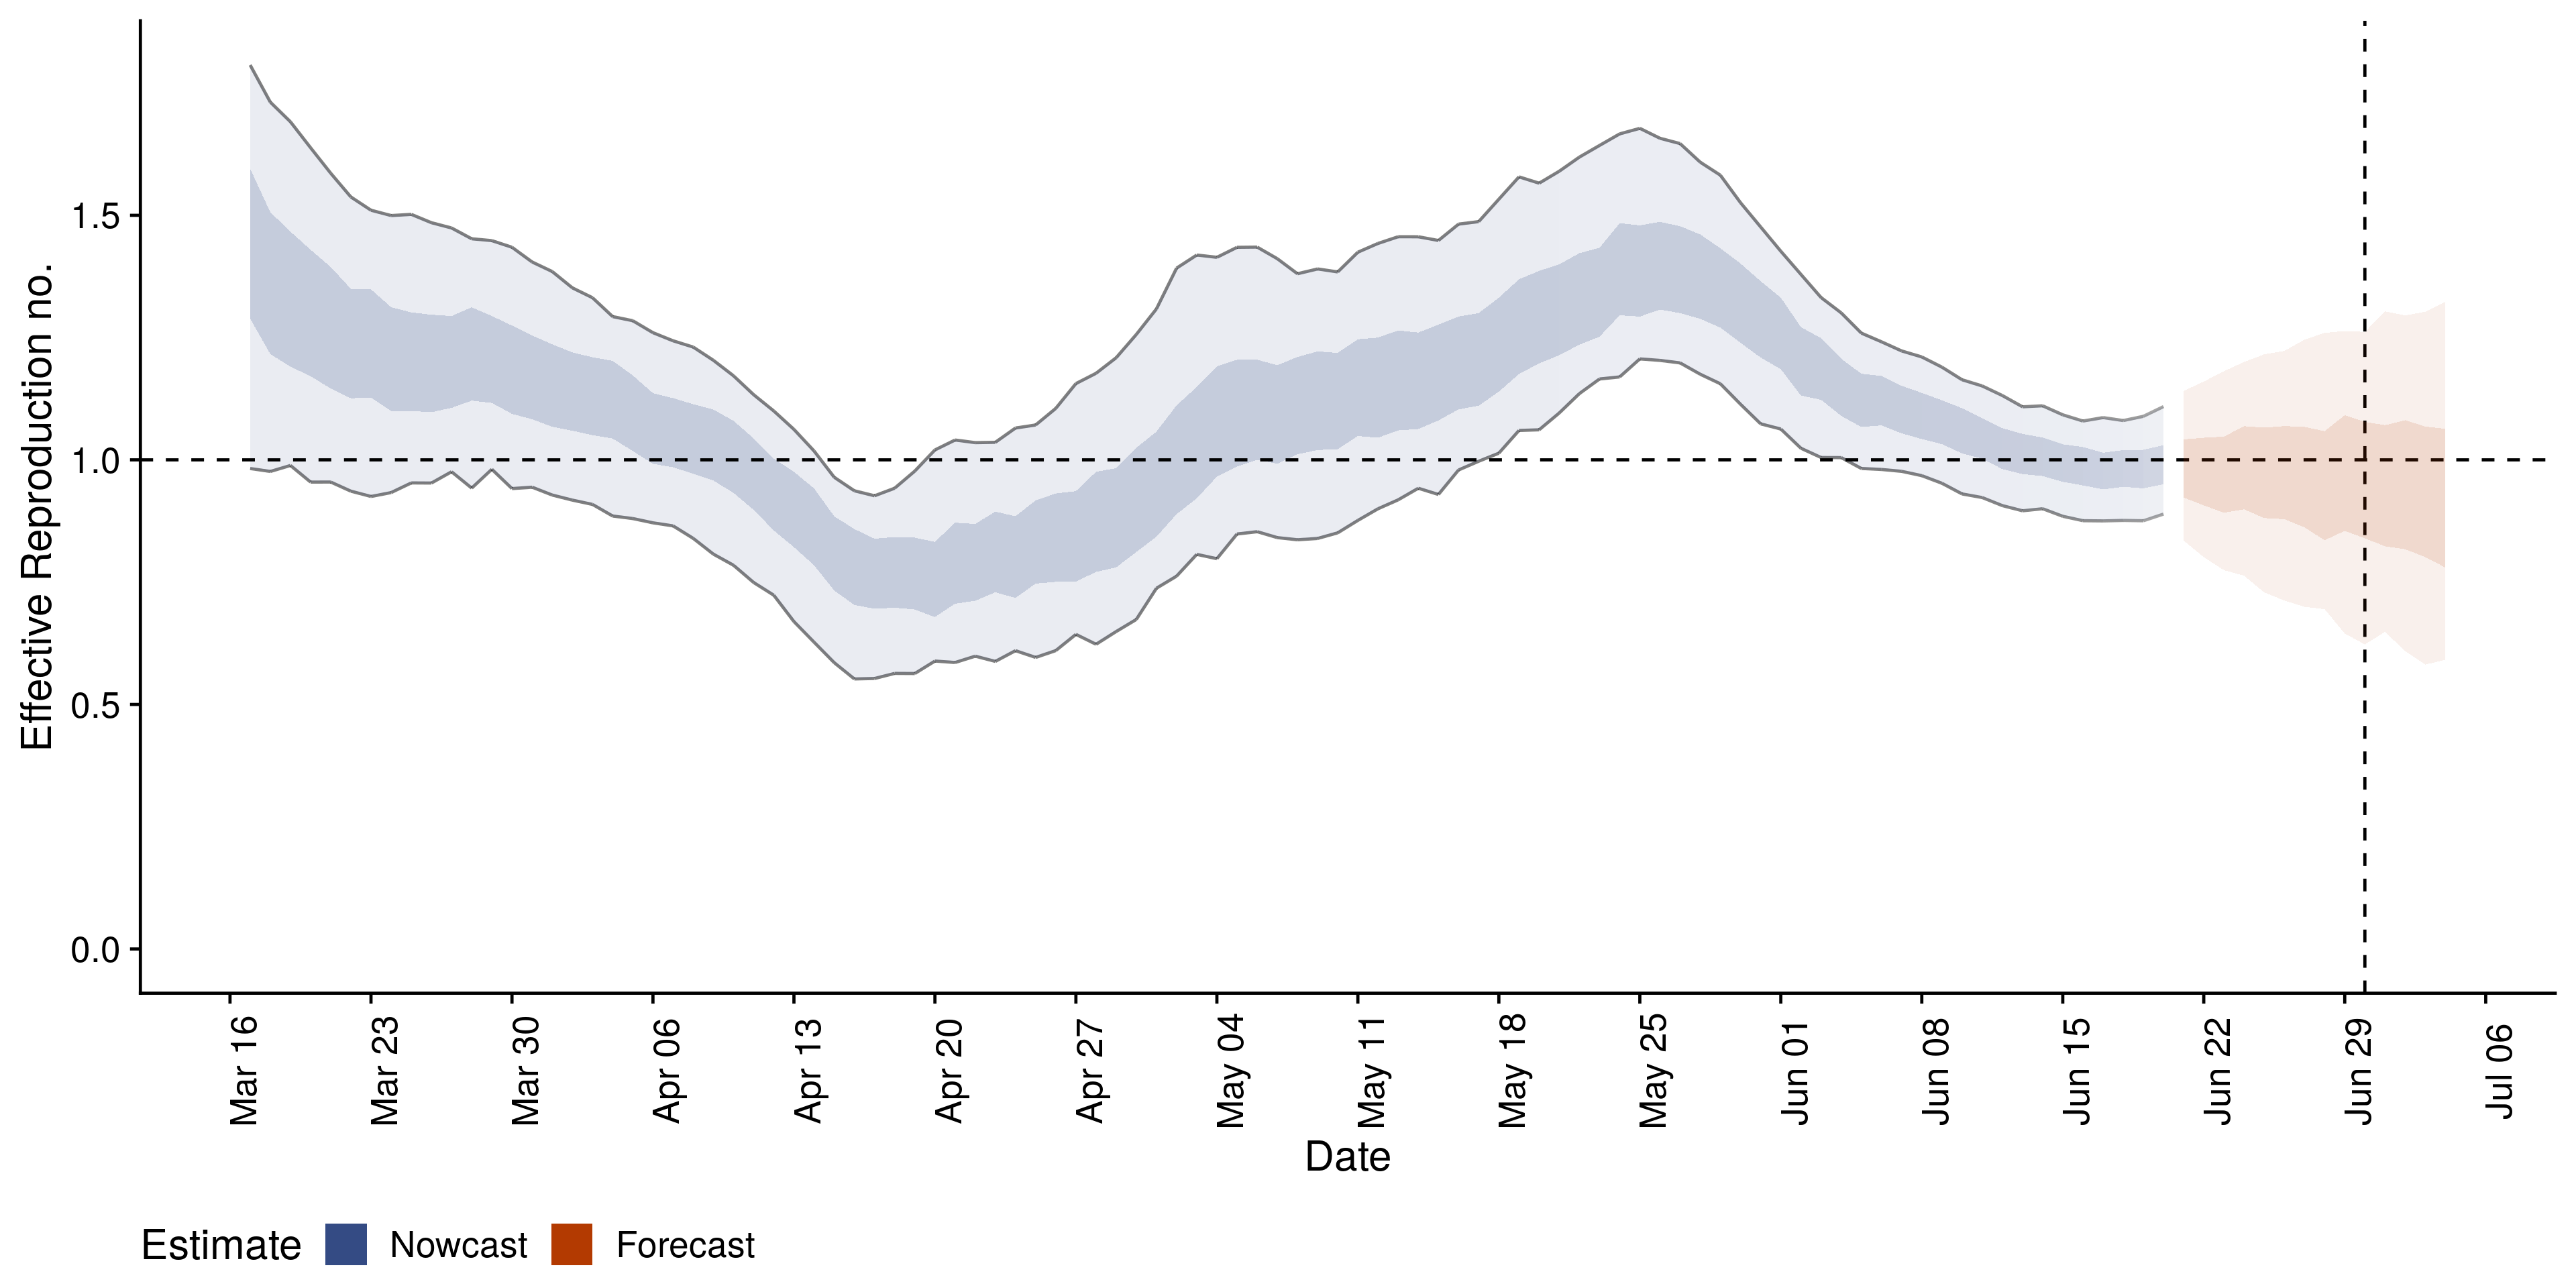 Effective Reproduction no.
1.5
1.0
0.5
0.0
Mar 16
Mar 23
Mar 30
Apr 06
Apr 13
Apr 20
Apr 27
May 04
May 11
May 18
May 25
Jun 01
Jun 08
Jun 15
Jun 22
Jun 29
Jul 06
Date
Estimate Nowcast Forecast